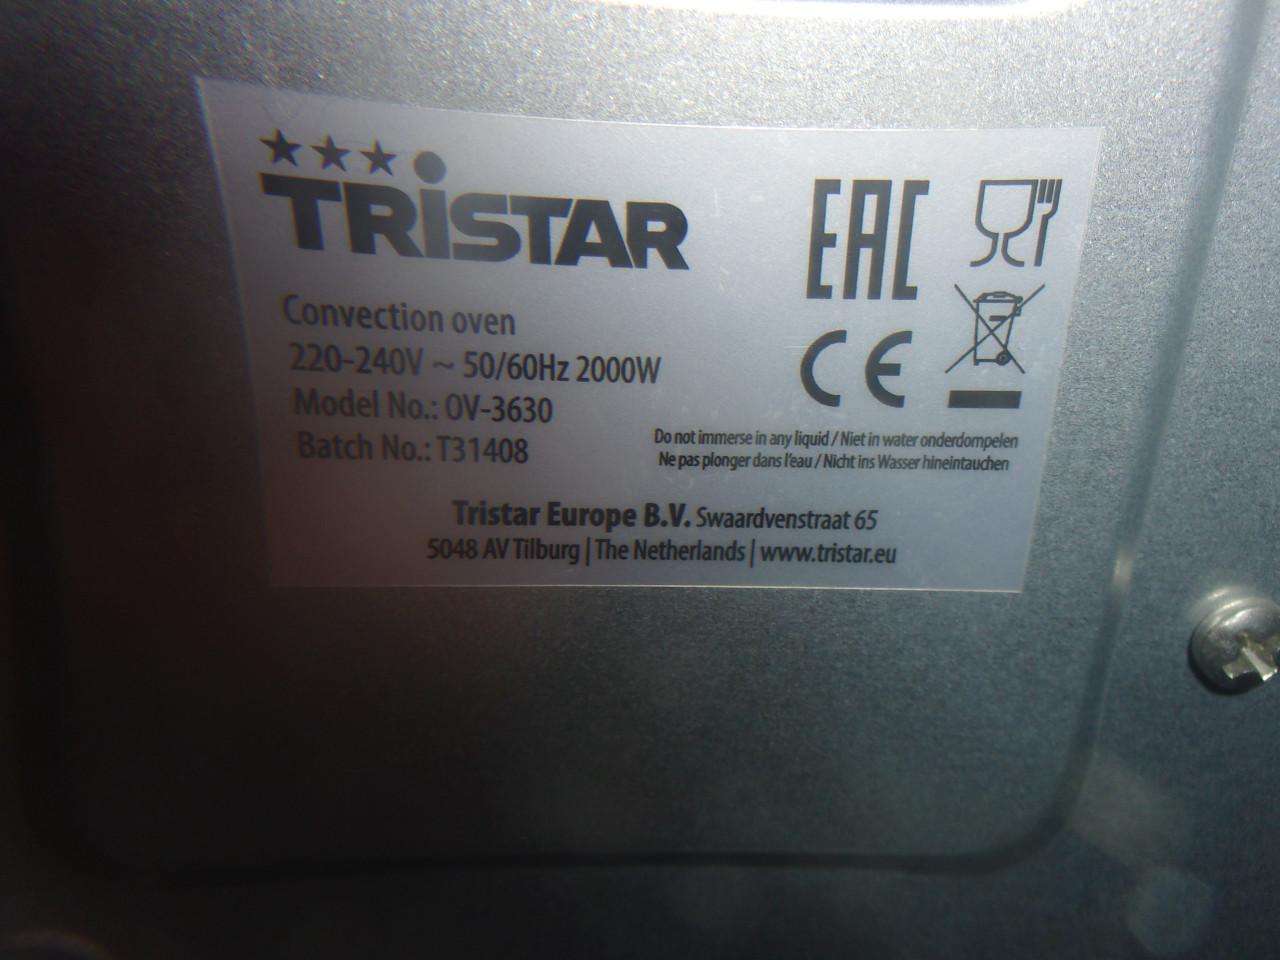 TRISTAR
Convection oven
220-240V ~ 50/60Hz 2000W
Model No.: OV-3630
Batch No.: T31408
EAC
CE
Do not immerse in any liquid / Niet in water onderdompelen
Ne pas plonger dans l'eau / Nicht ins Wasser hineintauchen
Tristar Europe B.V. Swaardvenstraat 65
5048 AV Tilburg | The Netherlands | www.tristar.eu